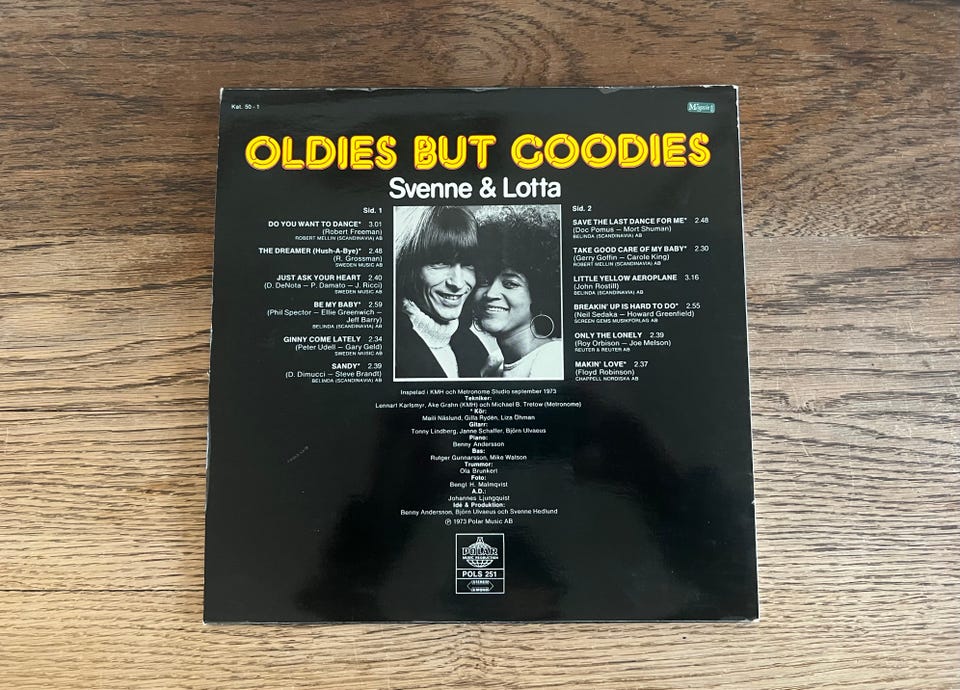 Kat. 50-1
OLDIES BUT GOODIES
Svenne & Lotta
Sid. 1
DO YOU WANT TO DANCE* 3.01
(Robert Freeman)
ROBERT MELLIN (SCANDINAVIA) AB
THE DREAMER (Hush-A-Bye)* 2.48
(R. Grossman)
SWEDEN MUSIC AB
JUST ASK YOUR HEART 2.40
(D. DeNota — P. Damato — J. Ricci)
SWEDEN MUSIC AB
BE MY BABY* 2.59
(Phil Spector — Ellie Greenwich —
Jeff Barry)
BELINDA (SCANDINAVIA) AB
GINNY COME LATELY 2.34
(Peter Udell — Gary Geld)
SWEDEN MUSIC AB
SANDY* 2.39
(D. Dimucci — Steve Brandt)
BELINDA (SCANDINAVIA) AB
Sid. 2
SAVE THE LAST DANCE FOR ME* 2.48
(Doc Pomus — Mort Shuman)
BELINDA (SCANDINAVIA) AB
TAKE GOOD CARE OF MY BABY* 2.30
(Gerry Goffin — Carole King)
ROBERT MELLIN (SCANDINAVIA) AB
LITTLE YELLOW AEROPLANE 3.16
(John Rostill)
BELINDA (SCANDINAVIA) AB
BREAKIN' UP IS HARD TO DO* 2.55
(Neil Sedaka — Howard Greenfield)
SCREEN GEMS MUSIKFÖRLAG AB
ONLY THE LONELY 2.39
(Roy Orbison — Joe Melson)
REUTER & REUTER AB
MAKIN' LOVE* 2.37
(Floyd Robinson)
CHAPPELL NORDISKA AB
Inspelad i KMH och Metronome Studio september 1973
Tekniker:
Lennart Karlsmyr, Åke Grahn (KMH) och Michael B. Tretow (Metronome)
* Kör:
Maili Näslund, Gilla Rydén, Liza Öhman
Gitarr:
Tonny Lindberg, Janne Schaffer, Björn Ulvaeus
Piano:
Benny Andersson
Bas:
Rutger Gunnarsson, Mike Watson
Trummor:
Ola Brunkert
Foto:
Bengt H. Malmqvist
A.D.:
Johannes Ljungquist
Idé & Produktion:
Benny Andersson, Björn Ulvaeus och Svenne Hedlund
℗ 1973 Polar Music AB
A
POLAR
MUSIC PRODUCTION
POLS 251
STEREO
MONO